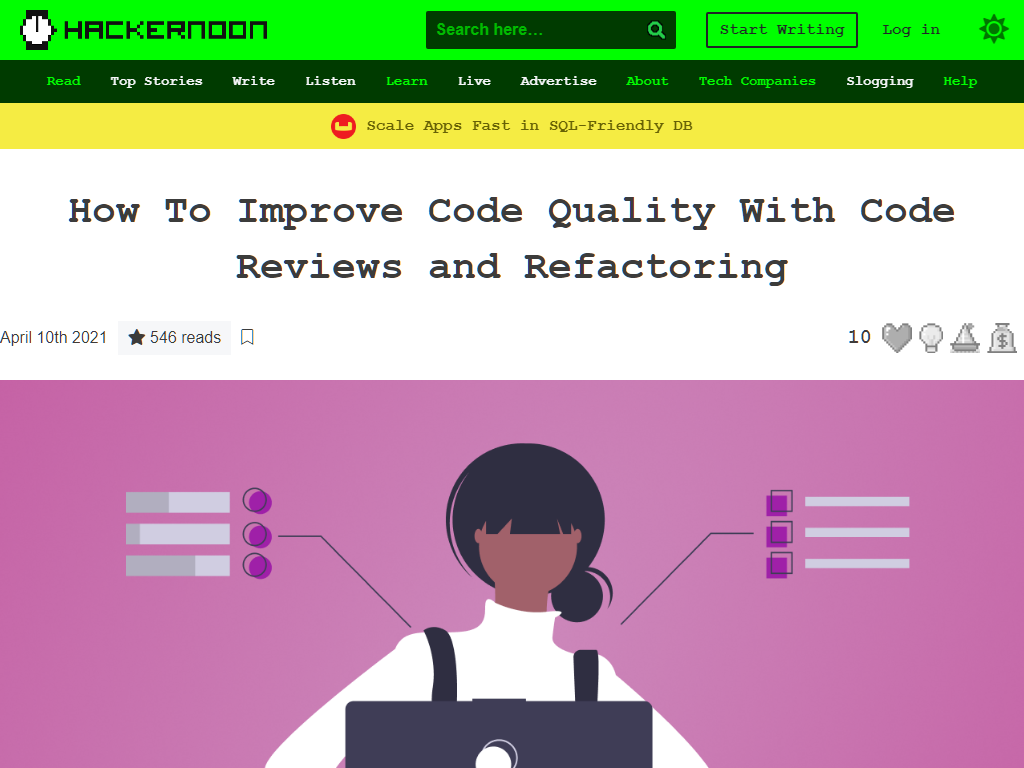 HACKERNOON
Search here...
Start Writing
Log in
Read Top Stories Write Listen Learn Live Advertise About Tech Companies Slogging Help
Scale Apps Fast in SQL-Friendly DB
How To Improve Code Quality With Code
Reviews and Refactoring
April 10th 2021 546 reads
10
$